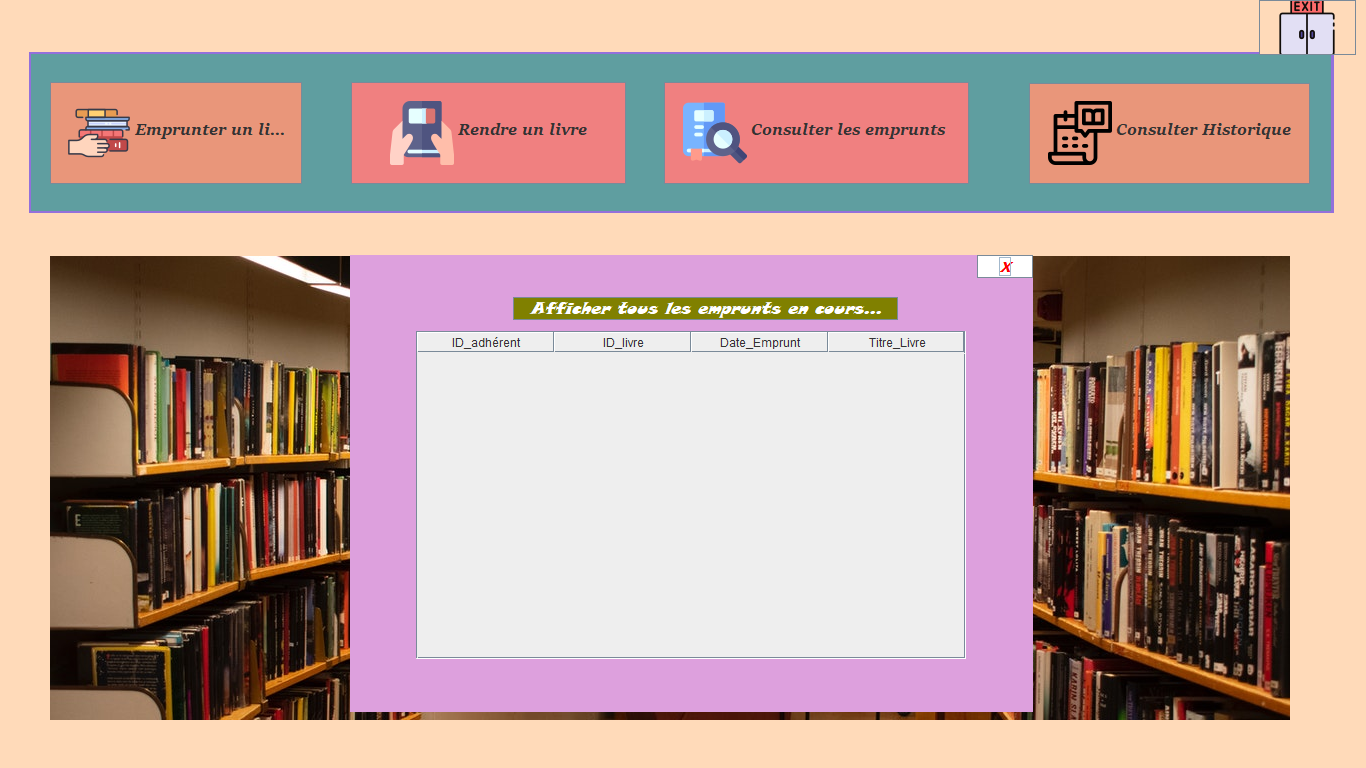 EXIT
Emprunter un li...
Rendre un livre
Consulter les emprunts
Consulter Historique
X
Afficher tous les emprunts en cours...
ID_adhérent
ID_livre
Date_Emprunt
Titre_Livre